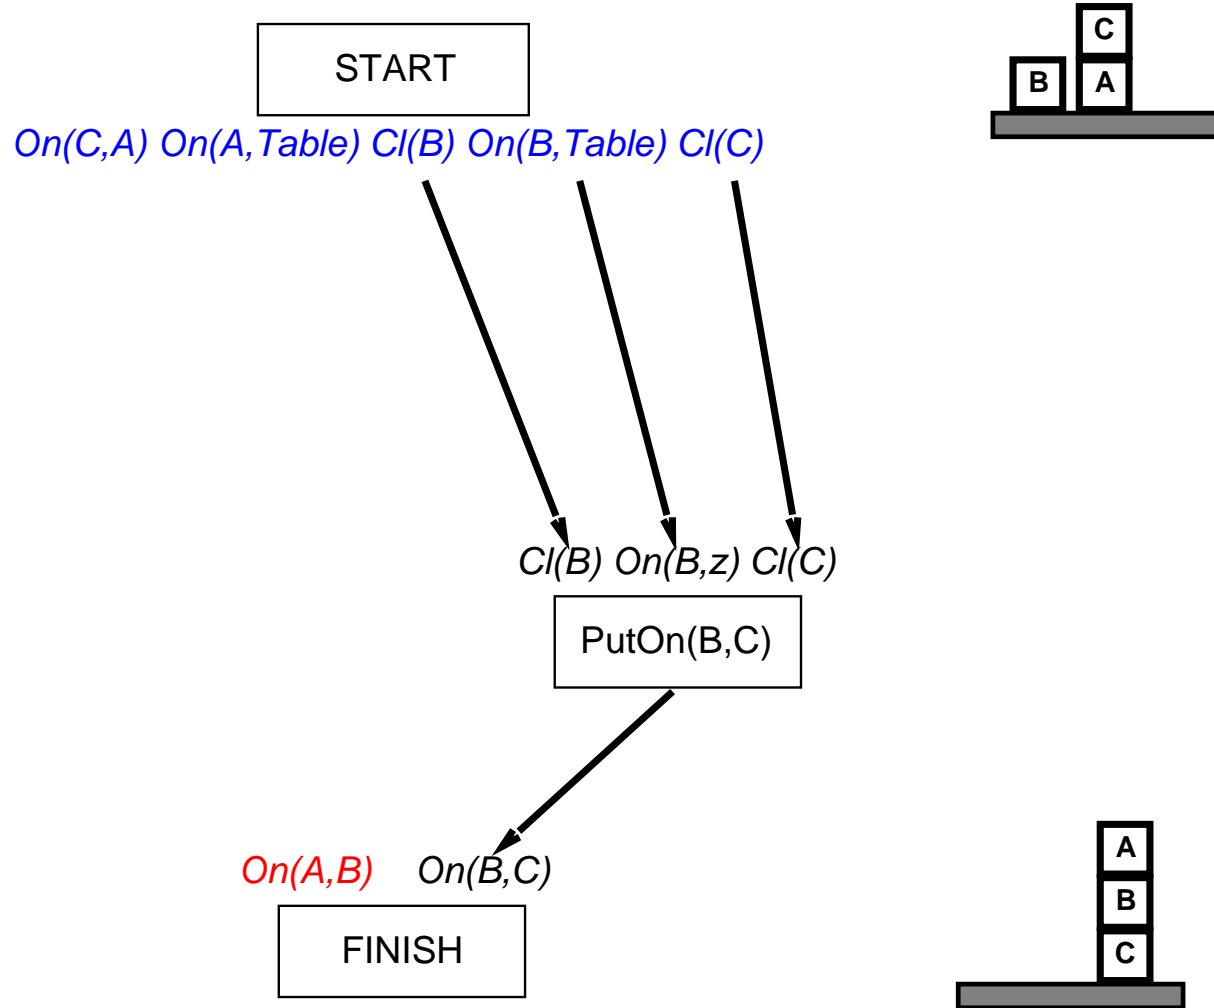 START
C
B A
On(C,A) On(A,Table) Cl(B) On(B,Table) Cl(C)
Cl(B) On(B,z) Cl(C)
PutOn(B,C)
On(A,B) On(B,C)
FINISH
A
B
C